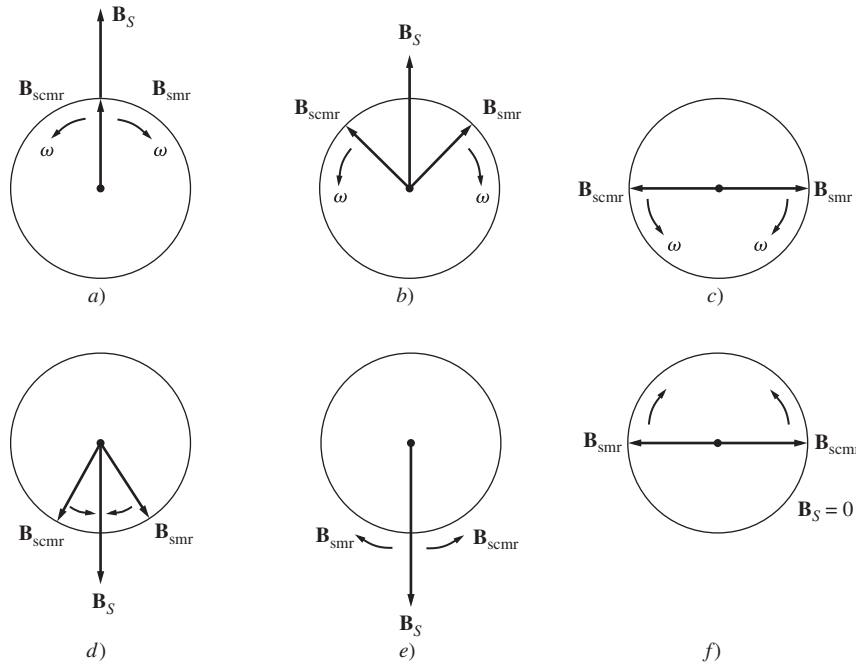 B_S
B_scmr B_smr
ω ω
a)
B_S
B_scmr B_smr
ω ω
b)
B_scmr B_smr
ω ω
c)
B_scmr B_smr
B_S
d)
B_smr B_scmr
B_S
e)
B_smr B_scmr
B_S = 0
f)